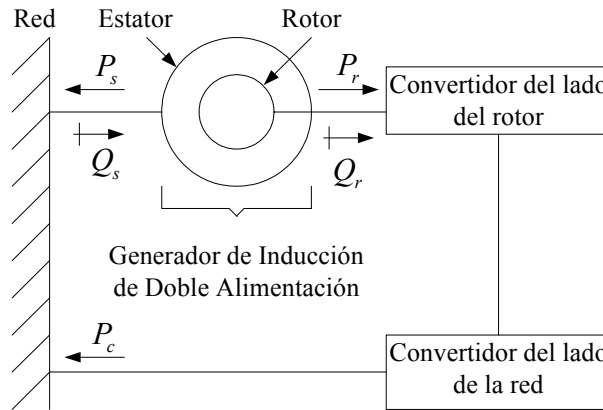 Red
Estator
Rotor
P_s
P_r
Convertidor del lado
del rotor
Q_s
Q_r
Generador de Inducción
de Doble Alimentación
P_c
Convertidor del lado
de la red